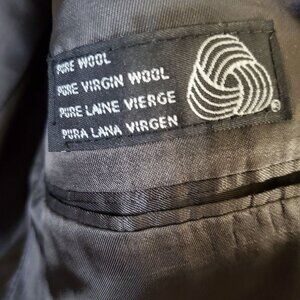 PURE WOOL
PURE VIRGIN WOOL
PURE LAINE VIERGE
PURA LANA VIRGEN
®